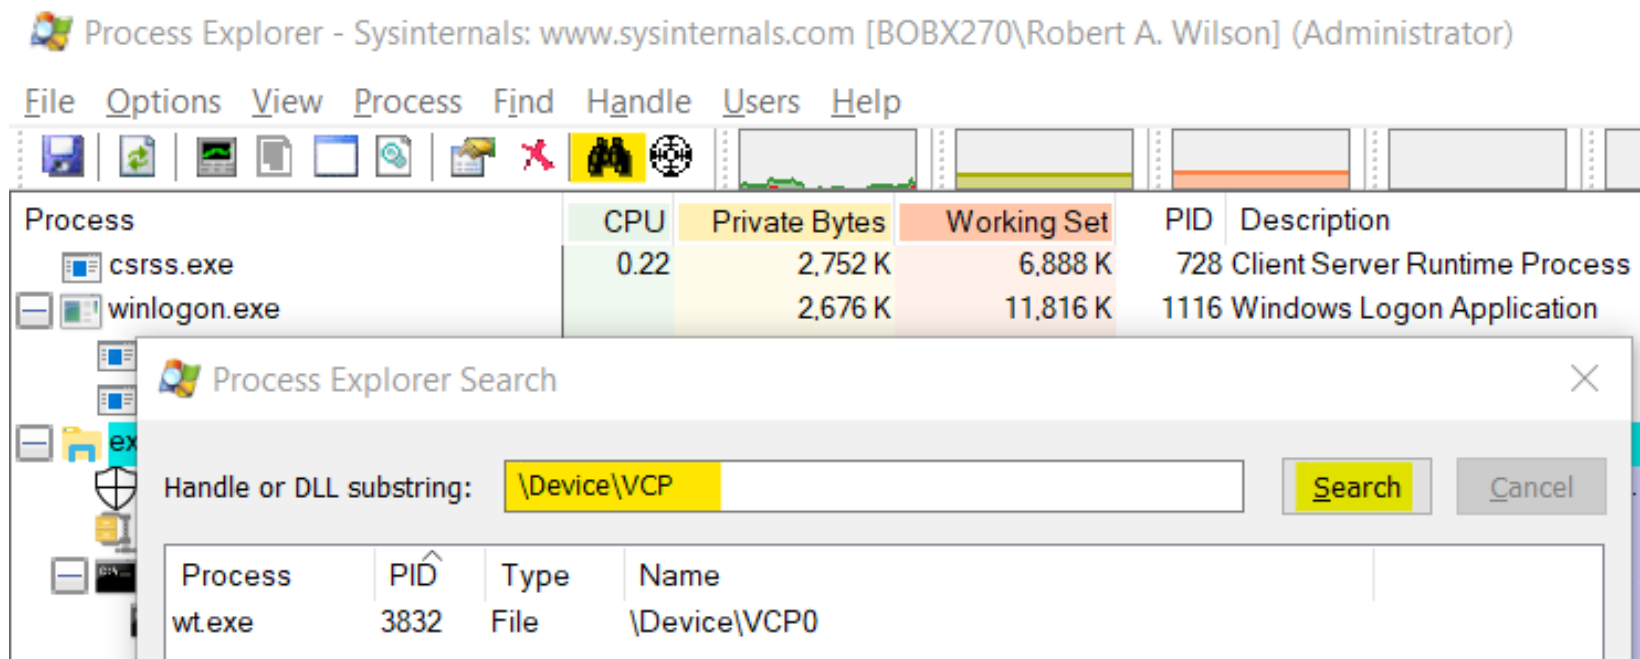 Process Explorer - Sysinternals: www.sysinternals.com [BOBX270\Robert A. Wilson] (Administrator)
File Options View Process Find Handle Users Help
Process CPU Private Bytes Working Set PID Description
csrss.exe 0.22 2,752 K 6,888 K 728 Client Server Runtime Process
winlogon.exe 2,676 K 11,816 K 1116 Windows Logon Application
Process Explorer Search
ex
Handle or DLL substring: \Device\VCP Search Cancel
Process PID Type Name
wt.exe 3832 File \Device\VCP0